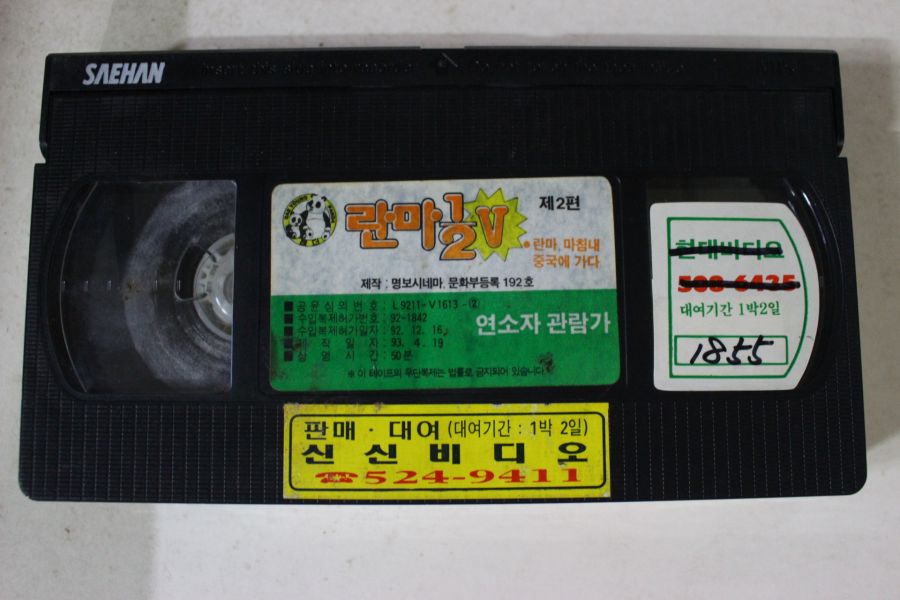 SAEHAN
Insert this side into recorder
란마½V
제2편
• 란마, 마침내
중국에 가다
제작 : 명보시네마, 문화부등록 192호
■ 공윤심의번호 : L9211-V1613-②
■ 수입복제허가번호 : 92-1842
■ 수입복제허가일자 : 92. 12. 16.
■ 제작일자 : 93. 4. 19
■ 상영시간 : 50분
연소자 관람가
※ 이 테이프의 무단복제는 법률로 금지되어 있습니다.
현대비디오
508-6435
대여기간 1박2일
1855
판매 · 대여 (대여기간 : 1박 2일)
신신비디오
☎524-9411